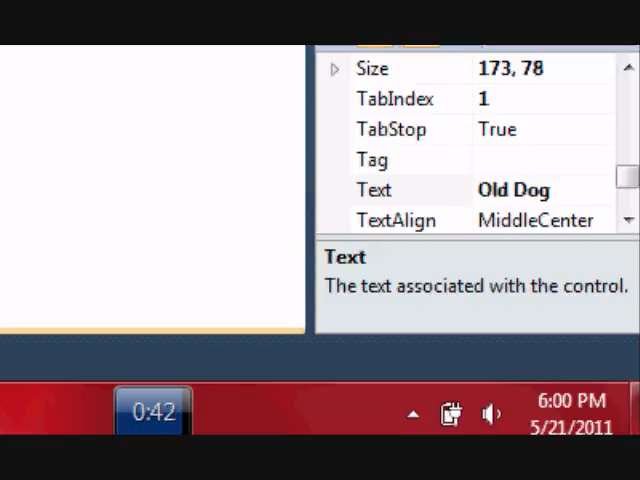 Size 173, 78
TabIndex 1
TabStop True
Tag
Text Old Dog
TextAlign MiddleCenter
Text
The text associated with the control.
0:42
6:00 PM
5/21/2011